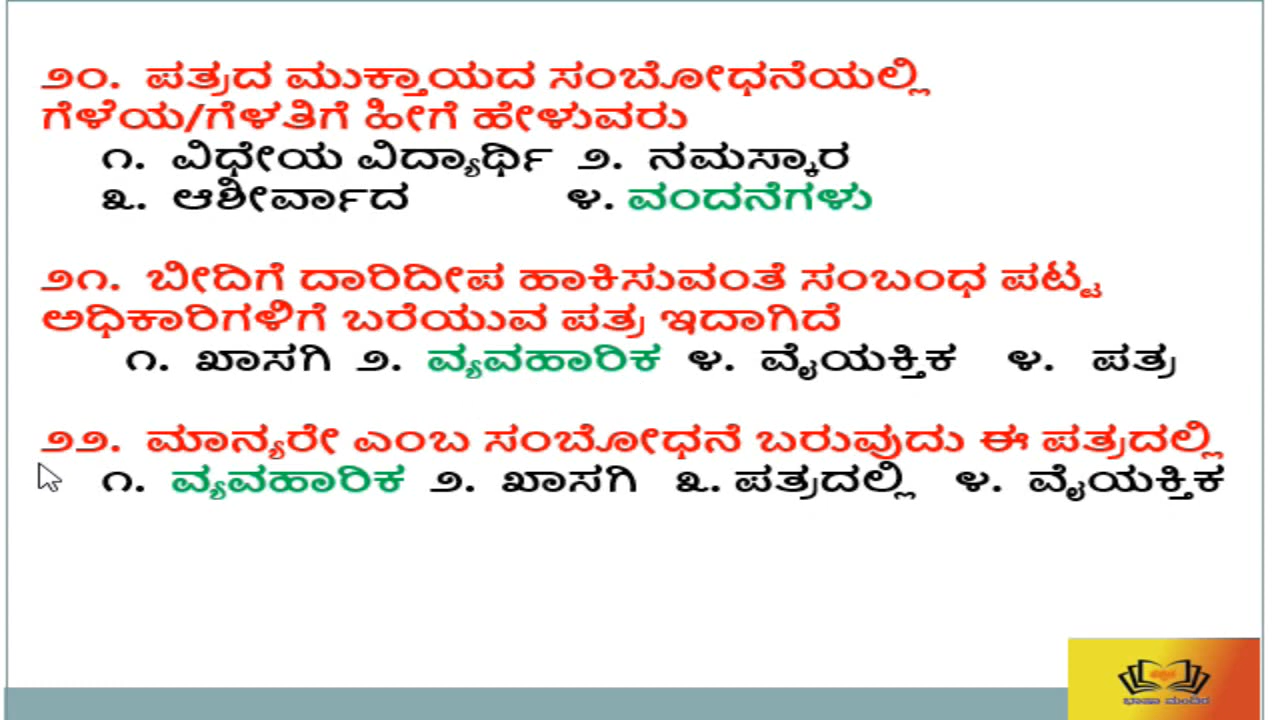 ೨೦. ಪತ್ರದ ಮುಕ್ತಾಯದ ಸಂಬೋಧನೆಯಲ್ಲಿ
ಗೆಳೆಯ/ಗೆಳತಿಗೆ ಹೀಗೆ ಹೇಳುವರು
೧. ವಿಧೇಯ ವಿದ್ಯಾರ್ಥಿ ೨. ನಮಸ್ಕಾರ
೩. ಆಶೀರ್ವಾದ ೪. ವಂದನೆಗಳು
೨೧. ಬೀದಿಗೆ ದಾರಿದೀಪ ಹಾಕಿಸುವಂತೆ ಸಂಬಂಧ ಪಟ್ಟ
ಅಧಿಕಾರಿಗಳಿಗೆ ಬರೆಯುವ ಪತ್ರ ಇದಾಗಿದೆ
೧. ಖಾಸಗಿ ೨. ವ್ಯವಹಾರಿಕ ೪. ವೈಯಕ್ತಿಕ ೪. ಪತ್ರ
೨೨. ಮಾನ್ಯರೇ ಎಂಬ ಸಂಬೋಧನೆ ಬರುವುದು ಈ ಪತ್ರದಲ್ಲಿ
೧. ವ್ಯವಹಾರಿಕ ೨. ಖಾಸಗಿ ೩. ಪತ್ರದಲ್ಲಿ ೪. ವೈಯಕ್ತಿಕ
ಭಾಷಾ ಮಂದಿರ